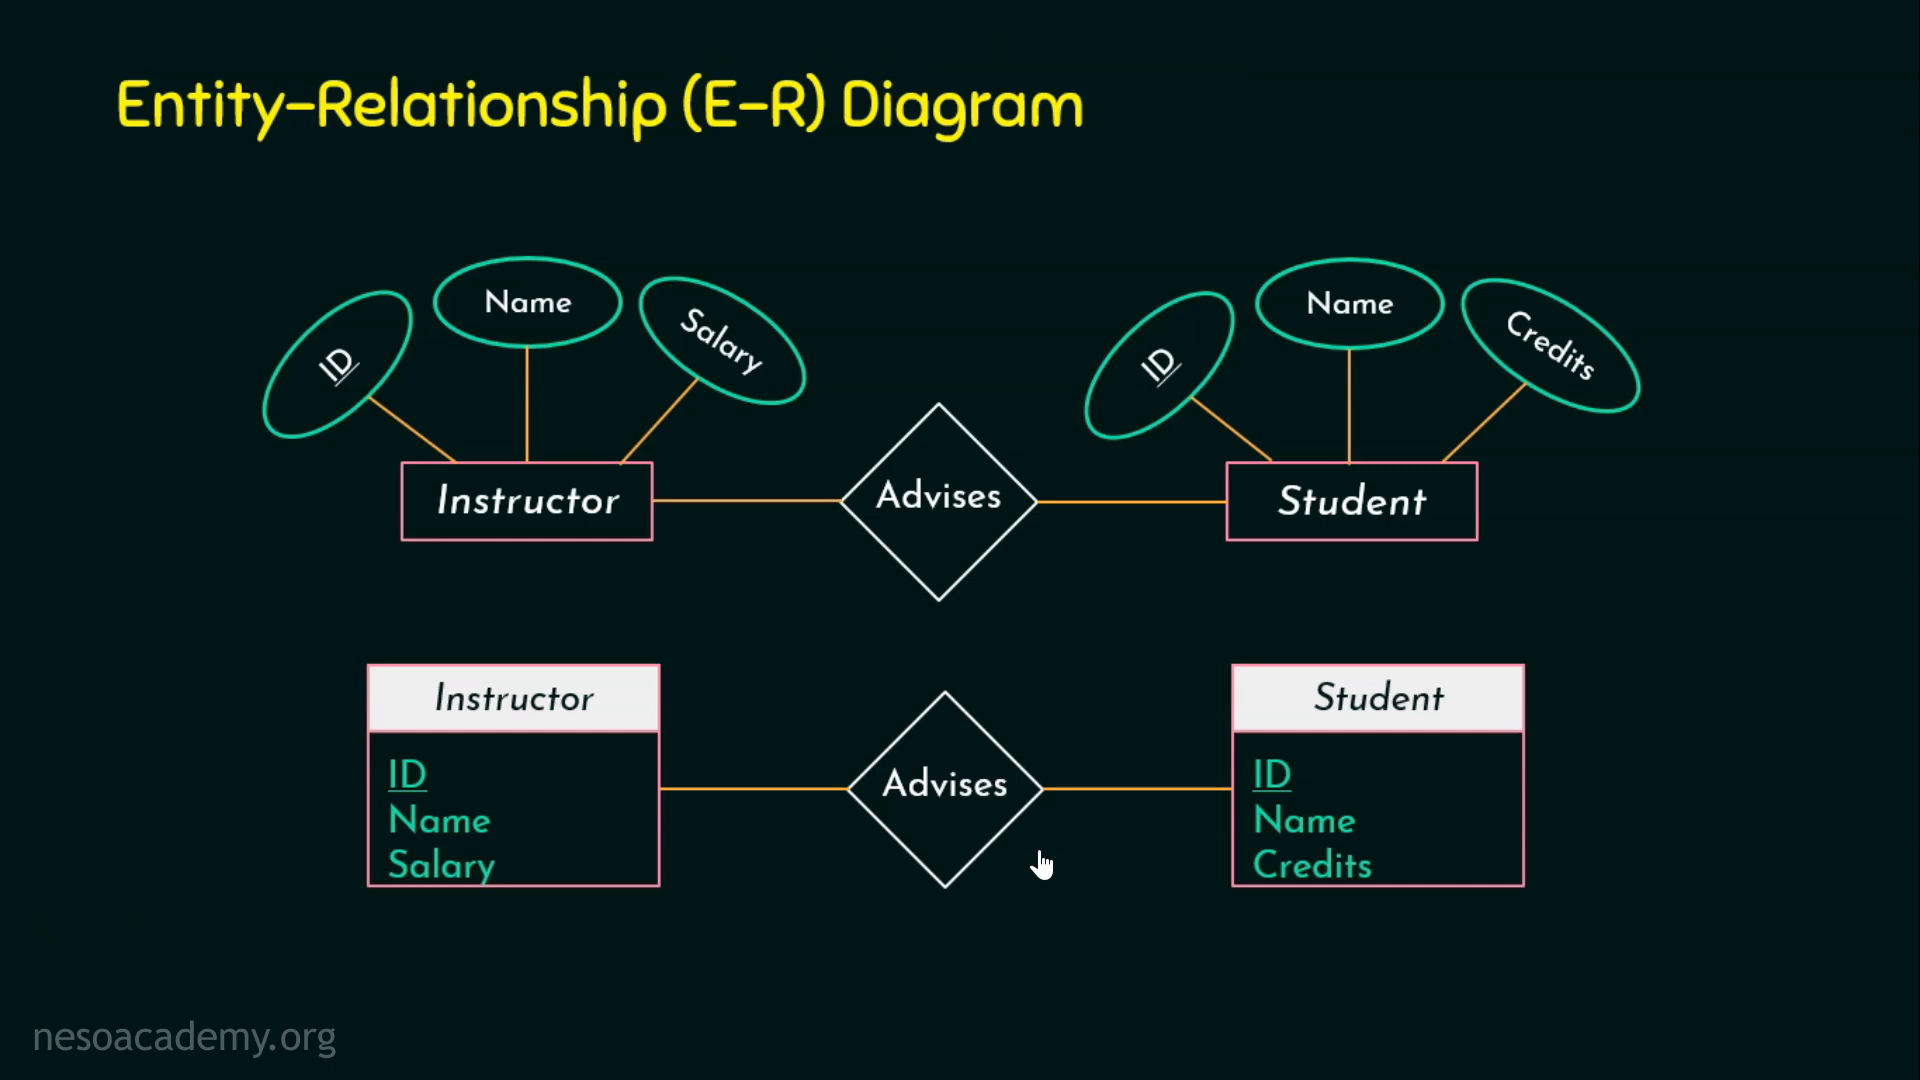 Entity-Relationship (E-R) Diagram
ID
Name
Salary
ID
Name
Credits
Instructor
Advises
Student
Instructor
ID
Name
Salary
Advises
Student
ID
Name
Credits
nesoacademy.org